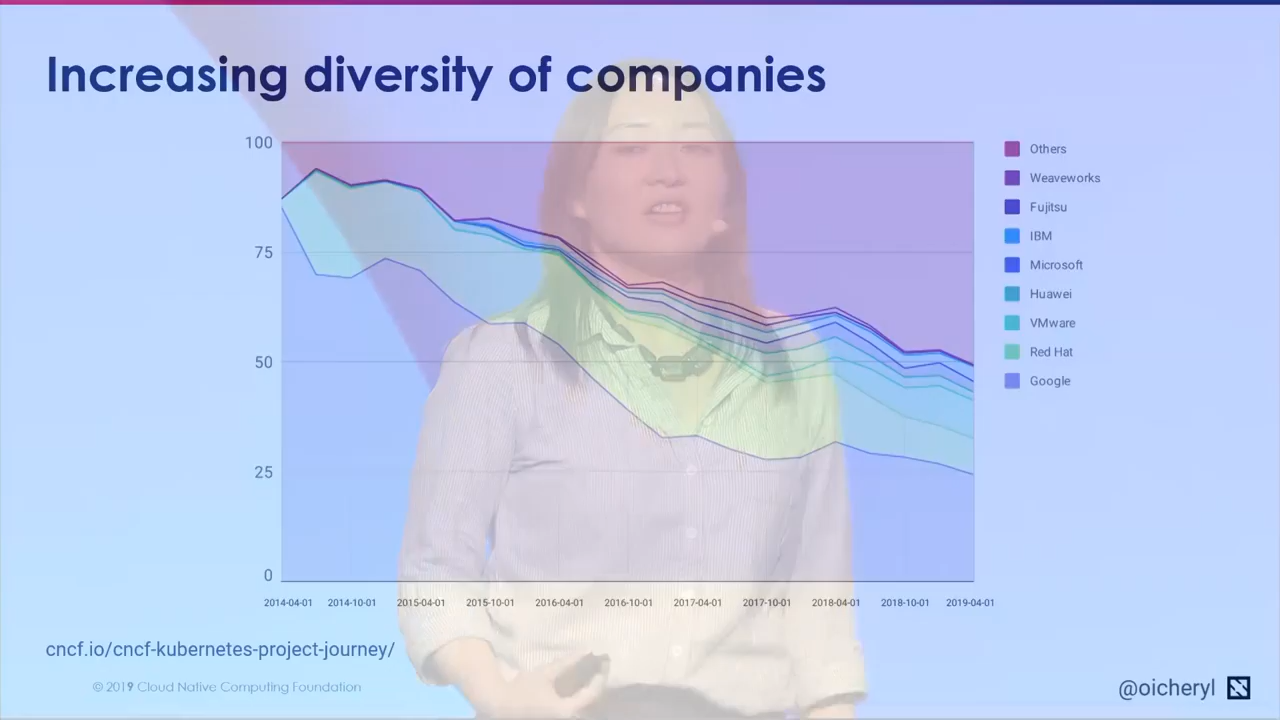 Increasing diversity of companies
100
75
50
25
0
2014-04-01 2014-10-01 2015-04-01 2015-10-01 2016-04-01 2016-10-01 2017-04-01 2017-10-01 2018-04-01 2018-10-01 2019-04-01
Others
Weaveworks
Fujitsu
IBM
Microsoft
Huawei
VMware
Red Hat
Google
cncf.io/cncf-kubernetes-project-journey/
© 2019 Cloud Native Computing Foundation
@oicheryl